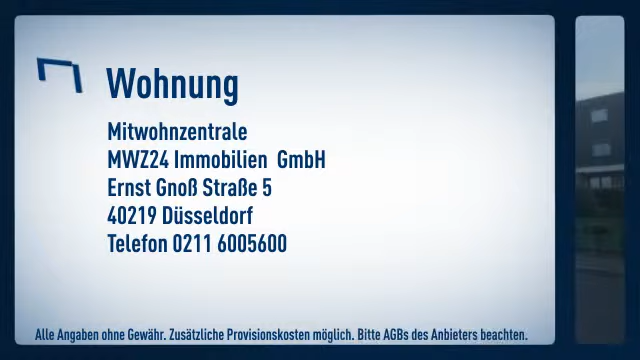 Wohnung
Mitwohnzentrale
MWZ24 Immobilien GmbH
Ernst Gnoß Straße 5
40219 Düsseldorf
Telefon 0211 6005600
Alle Angaben ohne Gewähr. Zusätzliche Provisionskosten möglich. Bitte AGBs des Anbieters beachten.